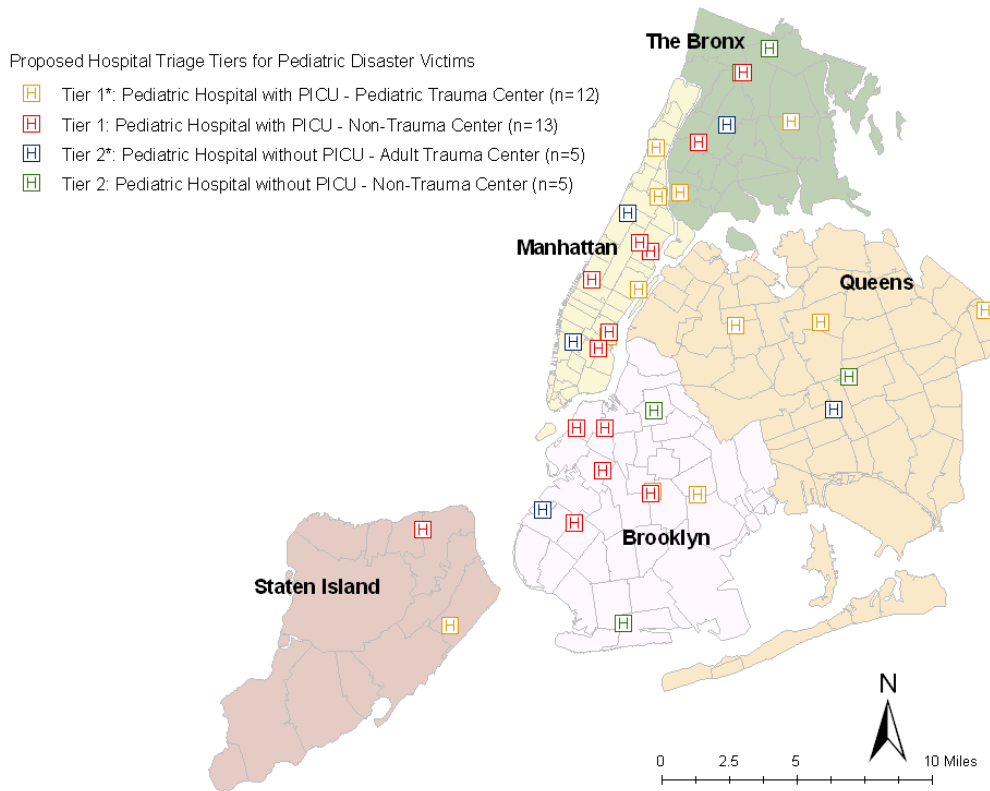 Proposed Hospital Triage Tiers for Pediatric Disaster Victims
H Tier 1*: Pediatric Hospital with PICU - Pediatric Trauma Center (n=12)
H Tier 1: Pediatric Hospital with PICU - Non-Trauma Center (n=13)
H Tier 2*: Pediatric Hospital without PICU - Adult Trauma Center (n=5)
H Tier 2: Pediatric Hospital without PICU - Non-Trauma Center (n=5)
The Bronx
Manhattan
Queens
Brooklyn
Staten Island
N
0 2.5 5 10 Miles